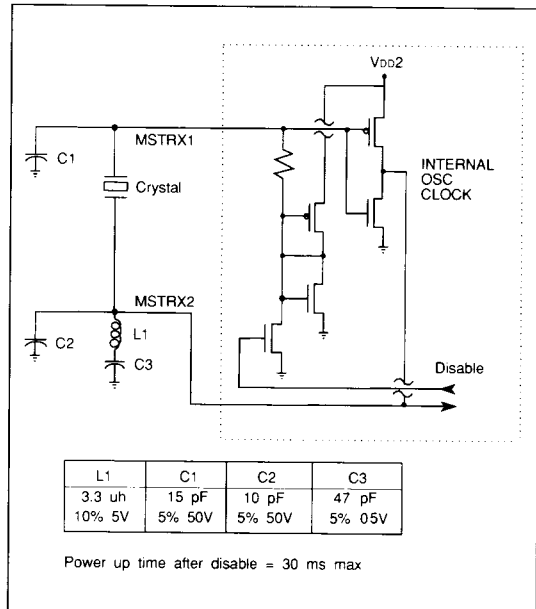 VDD2
MSTRX1
C1
Crystal
INTERNAL
OSC
CLOCK
MSTRX2
C2
L1
C3
Disable
L1 C1 C2 C3
3.3 uh 15 pF 10 pF 47 pF
10% 5V 5% 50V 5% 50V 5% 05V
Power up time after disable = 30 ms max